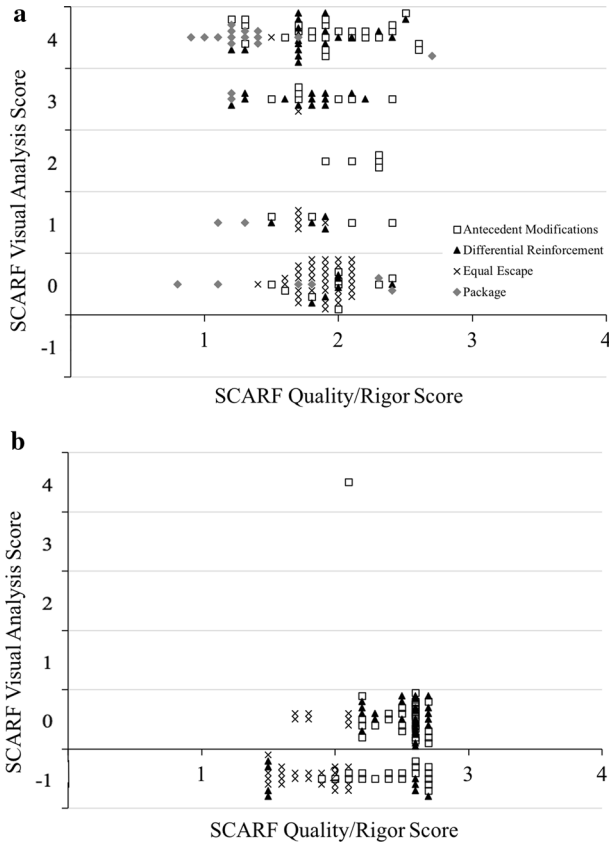 a
SCARF Visual Analysis Score
4
3
2
1
0
-1
1
2
3
4
Antecedent Modifications
Differential Reinforcement
Equal Escape
Package
SCARF Quality/Rigor Score
b
SCARF Visual Analysis Score
4
3
2
1
0
-1
1
2
3
4
SCARF Quality/Rigor Score